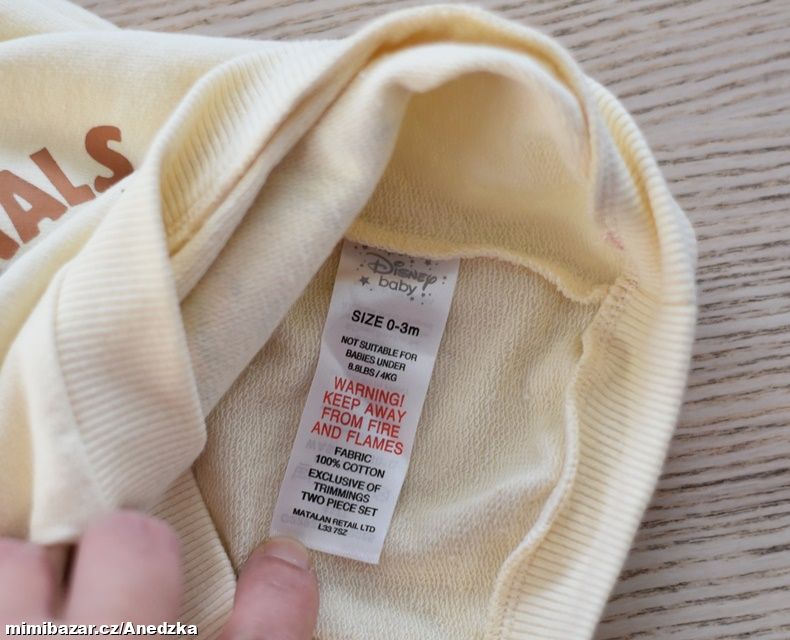 ALS
Disney
baby
SIZE 0-3m
NOT SUITABLE FOR
BABIES UNDER
8.8LBS/4KG
WARNING!
KEEP AWAY
FROM FIRE
AND FLAMES
FABRIC
100% COTTON
EXCLUSIVE OF
TRIMMINGS
TWO PIECE SET
MATALAN RETAIL LTD
L33 7SZ
mimibazar.cz/Anedzka